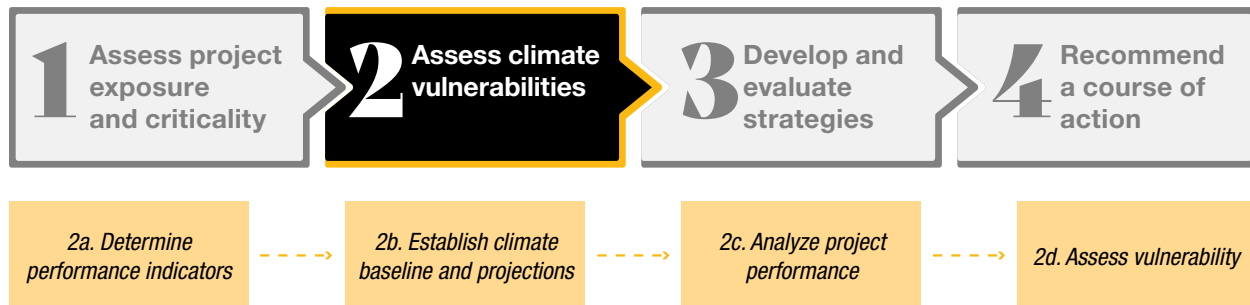 1 Assess project
exposure
and criticality
2 Assess climate
vulnerabilities
3 Develop and
evaluate
strategies
4 Recommend
a course of
action
2a. Determine
performance indicators
2b. Establish climate
baseline and projections
2c. Analyze project
performance
2d. Assess vulnerability